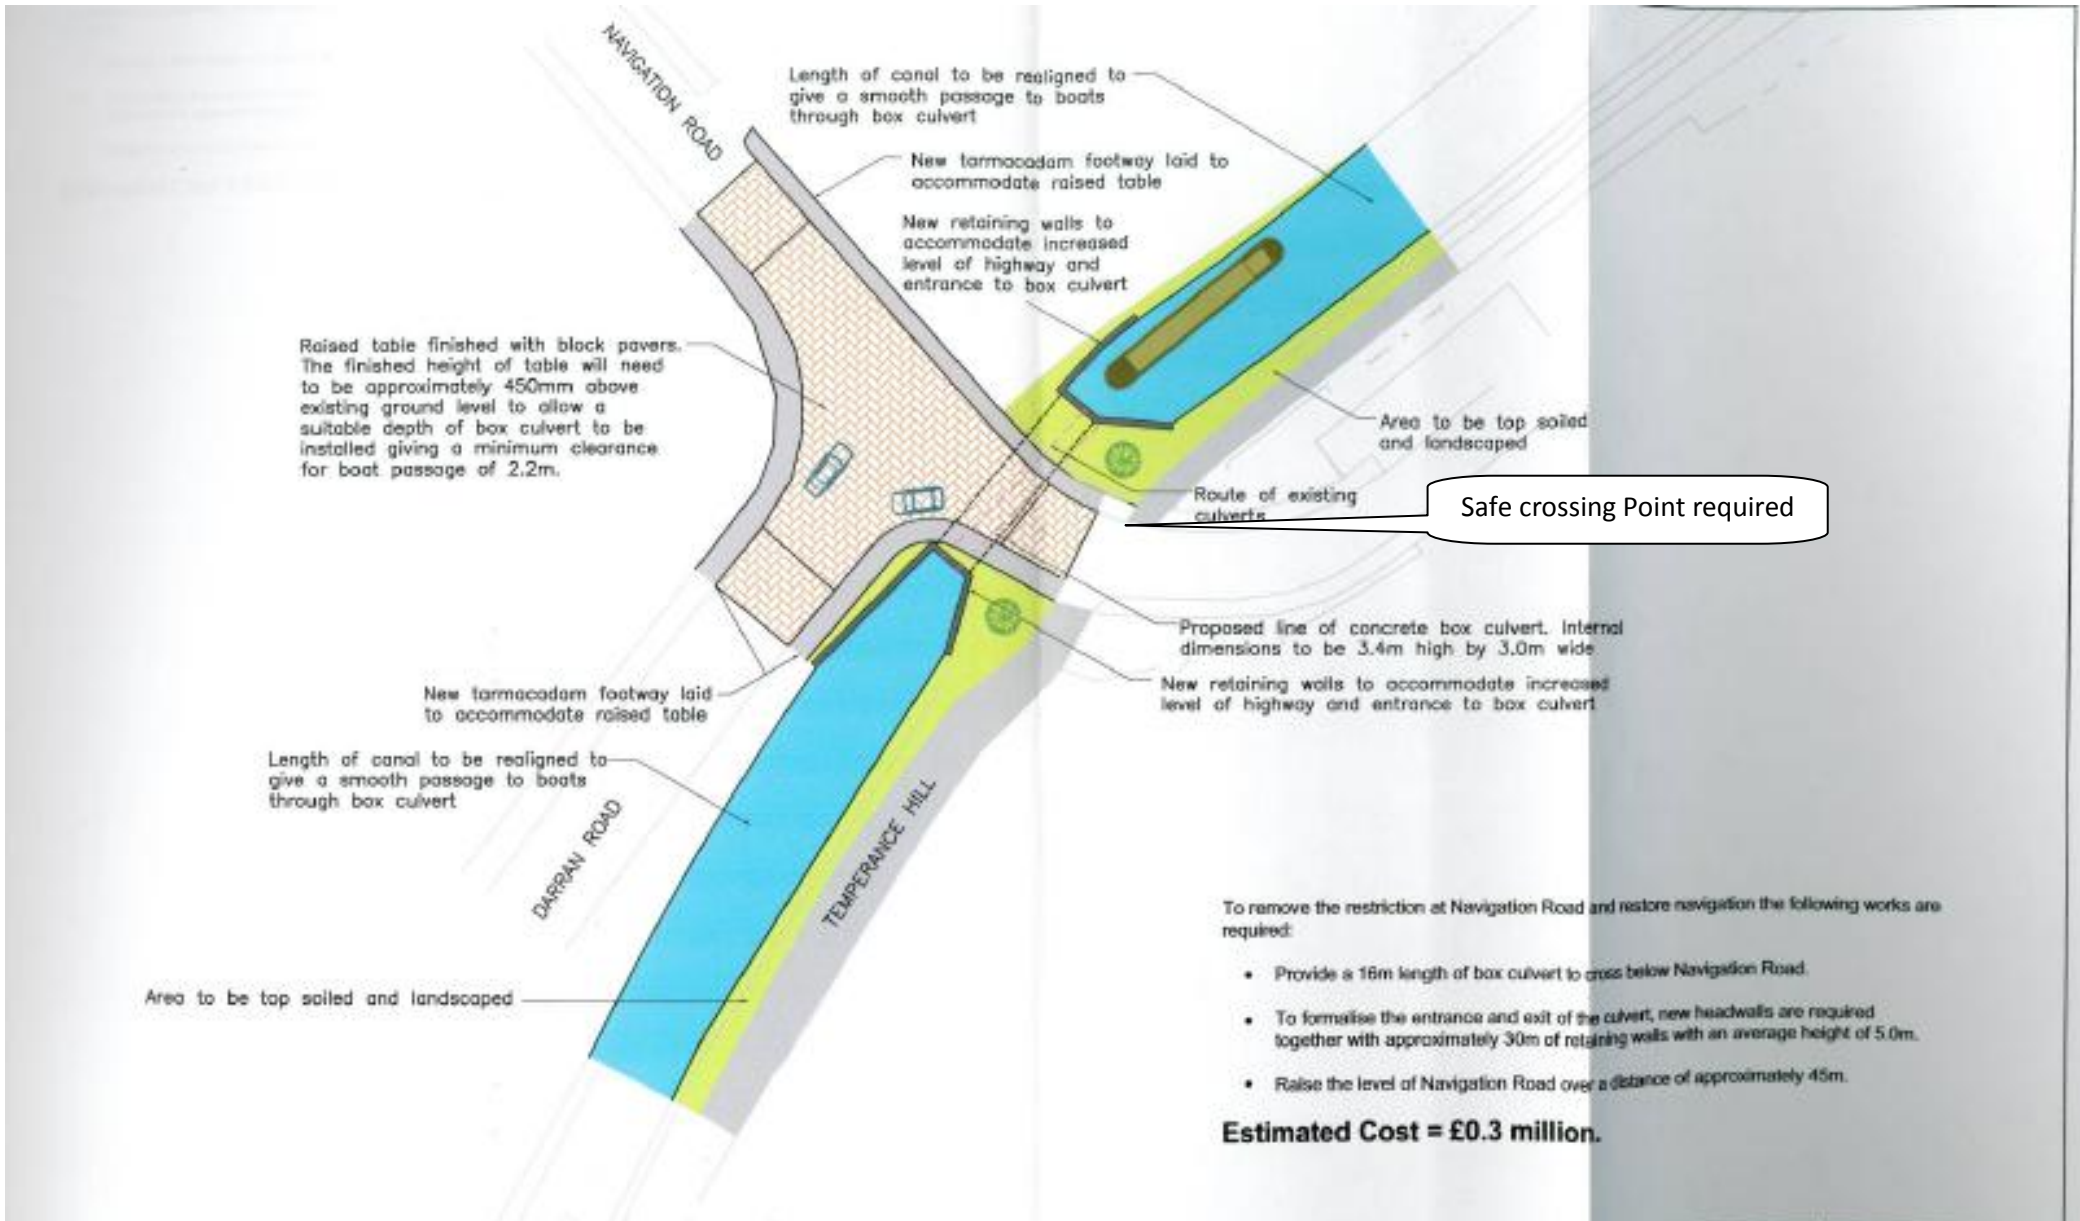 NAVIGATION ROAD
Length of canal to be realigned to
give a smooth passage to boats
through box culvert
New tarmacadam footway laid to
accommodate raised table
New retaining walls to
accommodate increased
level of highway and
entrance to box culvert
Raised table finished with block pavers.
The finished height of table will need
to be approximately 450mm above
existing ground level to allow a
suitable depth of box culvert to be
installed giving a minimum clearance
for boat passage of 2.2m.
Area to be top soiled
and landscaped
Route of existing
culverts
Safe crossing Point required
Proposed line of concrete box culvert. Internal
dimensions to be 3.4m high by 3.0m wide
New retaining walls to accommodate increased
level of highway and entrance to box culvert
New tarmacadam footway laid
to accommodate raised table
Length of canal to be realigned to
give a smooth passage to boats
through box culvert
DARRAN ROAD
TEMPERANCE HILL
Area to be top soiled and landscaped
To remove the restriction at Navigation Road and restore navigation the following works are
required:
• Provide a 16m length of box culvert to cross below Navigation Road.
• To formalise the entrance and exit of the culvert, new headwalls are required
together with approximately 30m of retaining walls with an average height of 5.0m.
• Raise the level of Navigation Road over a distance of approximately 45m.
Estimated Cost = £0.3 million.